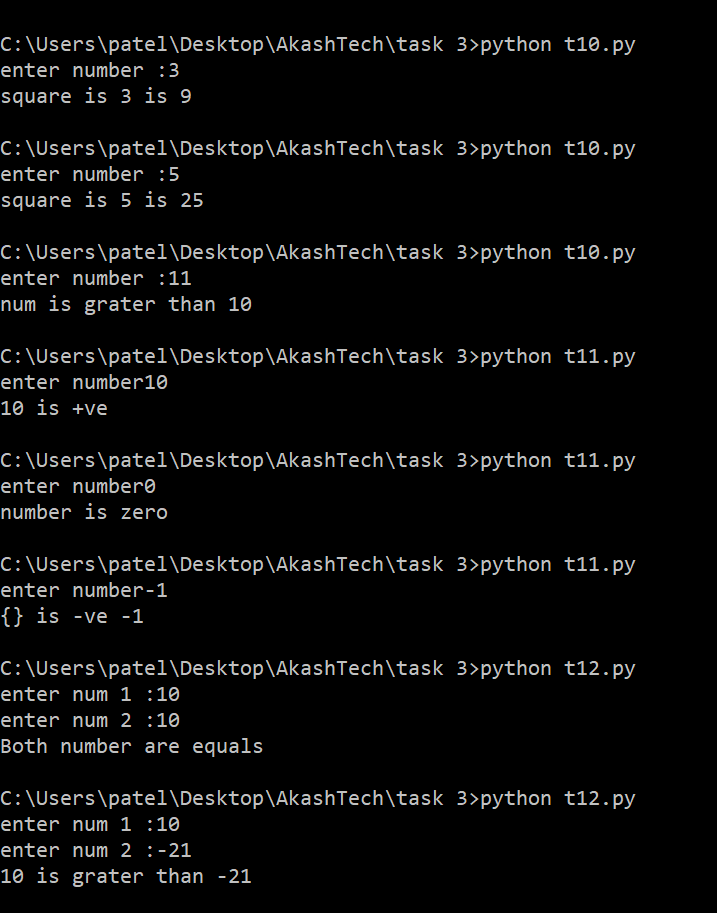 C:\Users\patel\Desktop\AkashTech\task 3>python t10.py
enter number :3
square is 3 is 9
C:\Users\patel\Desktop\AkashTech\task 3>python t10.py
enter number :5
square is 5 is 25
C:\Users\patel\Desktop\AkashTech\task 3>python t10.py
enter number :11
num is grater than 10
C:\Users\patel\Desktop\AkashTech\task 3>python t11.py
enter number10
10 is +ve
C:\Users\patel\Desktop\AkashTech\task 3>python t11.py
enter number0
number is zero
C:\Users\patel\Desktop\AkashTech\task 3>python t11.py
enter number-1
{} is -ve -1
C:\Users\patel\Desktop\AkashTech\task 3>python t12.py
enter num 1 :10
enter num 2 :10
Both number are equals
C:\Users\patel\Desktop\AkashTech\task 3>python t12.py
enter num 1 :10
enter num 2 :-21
10 is grater than -21